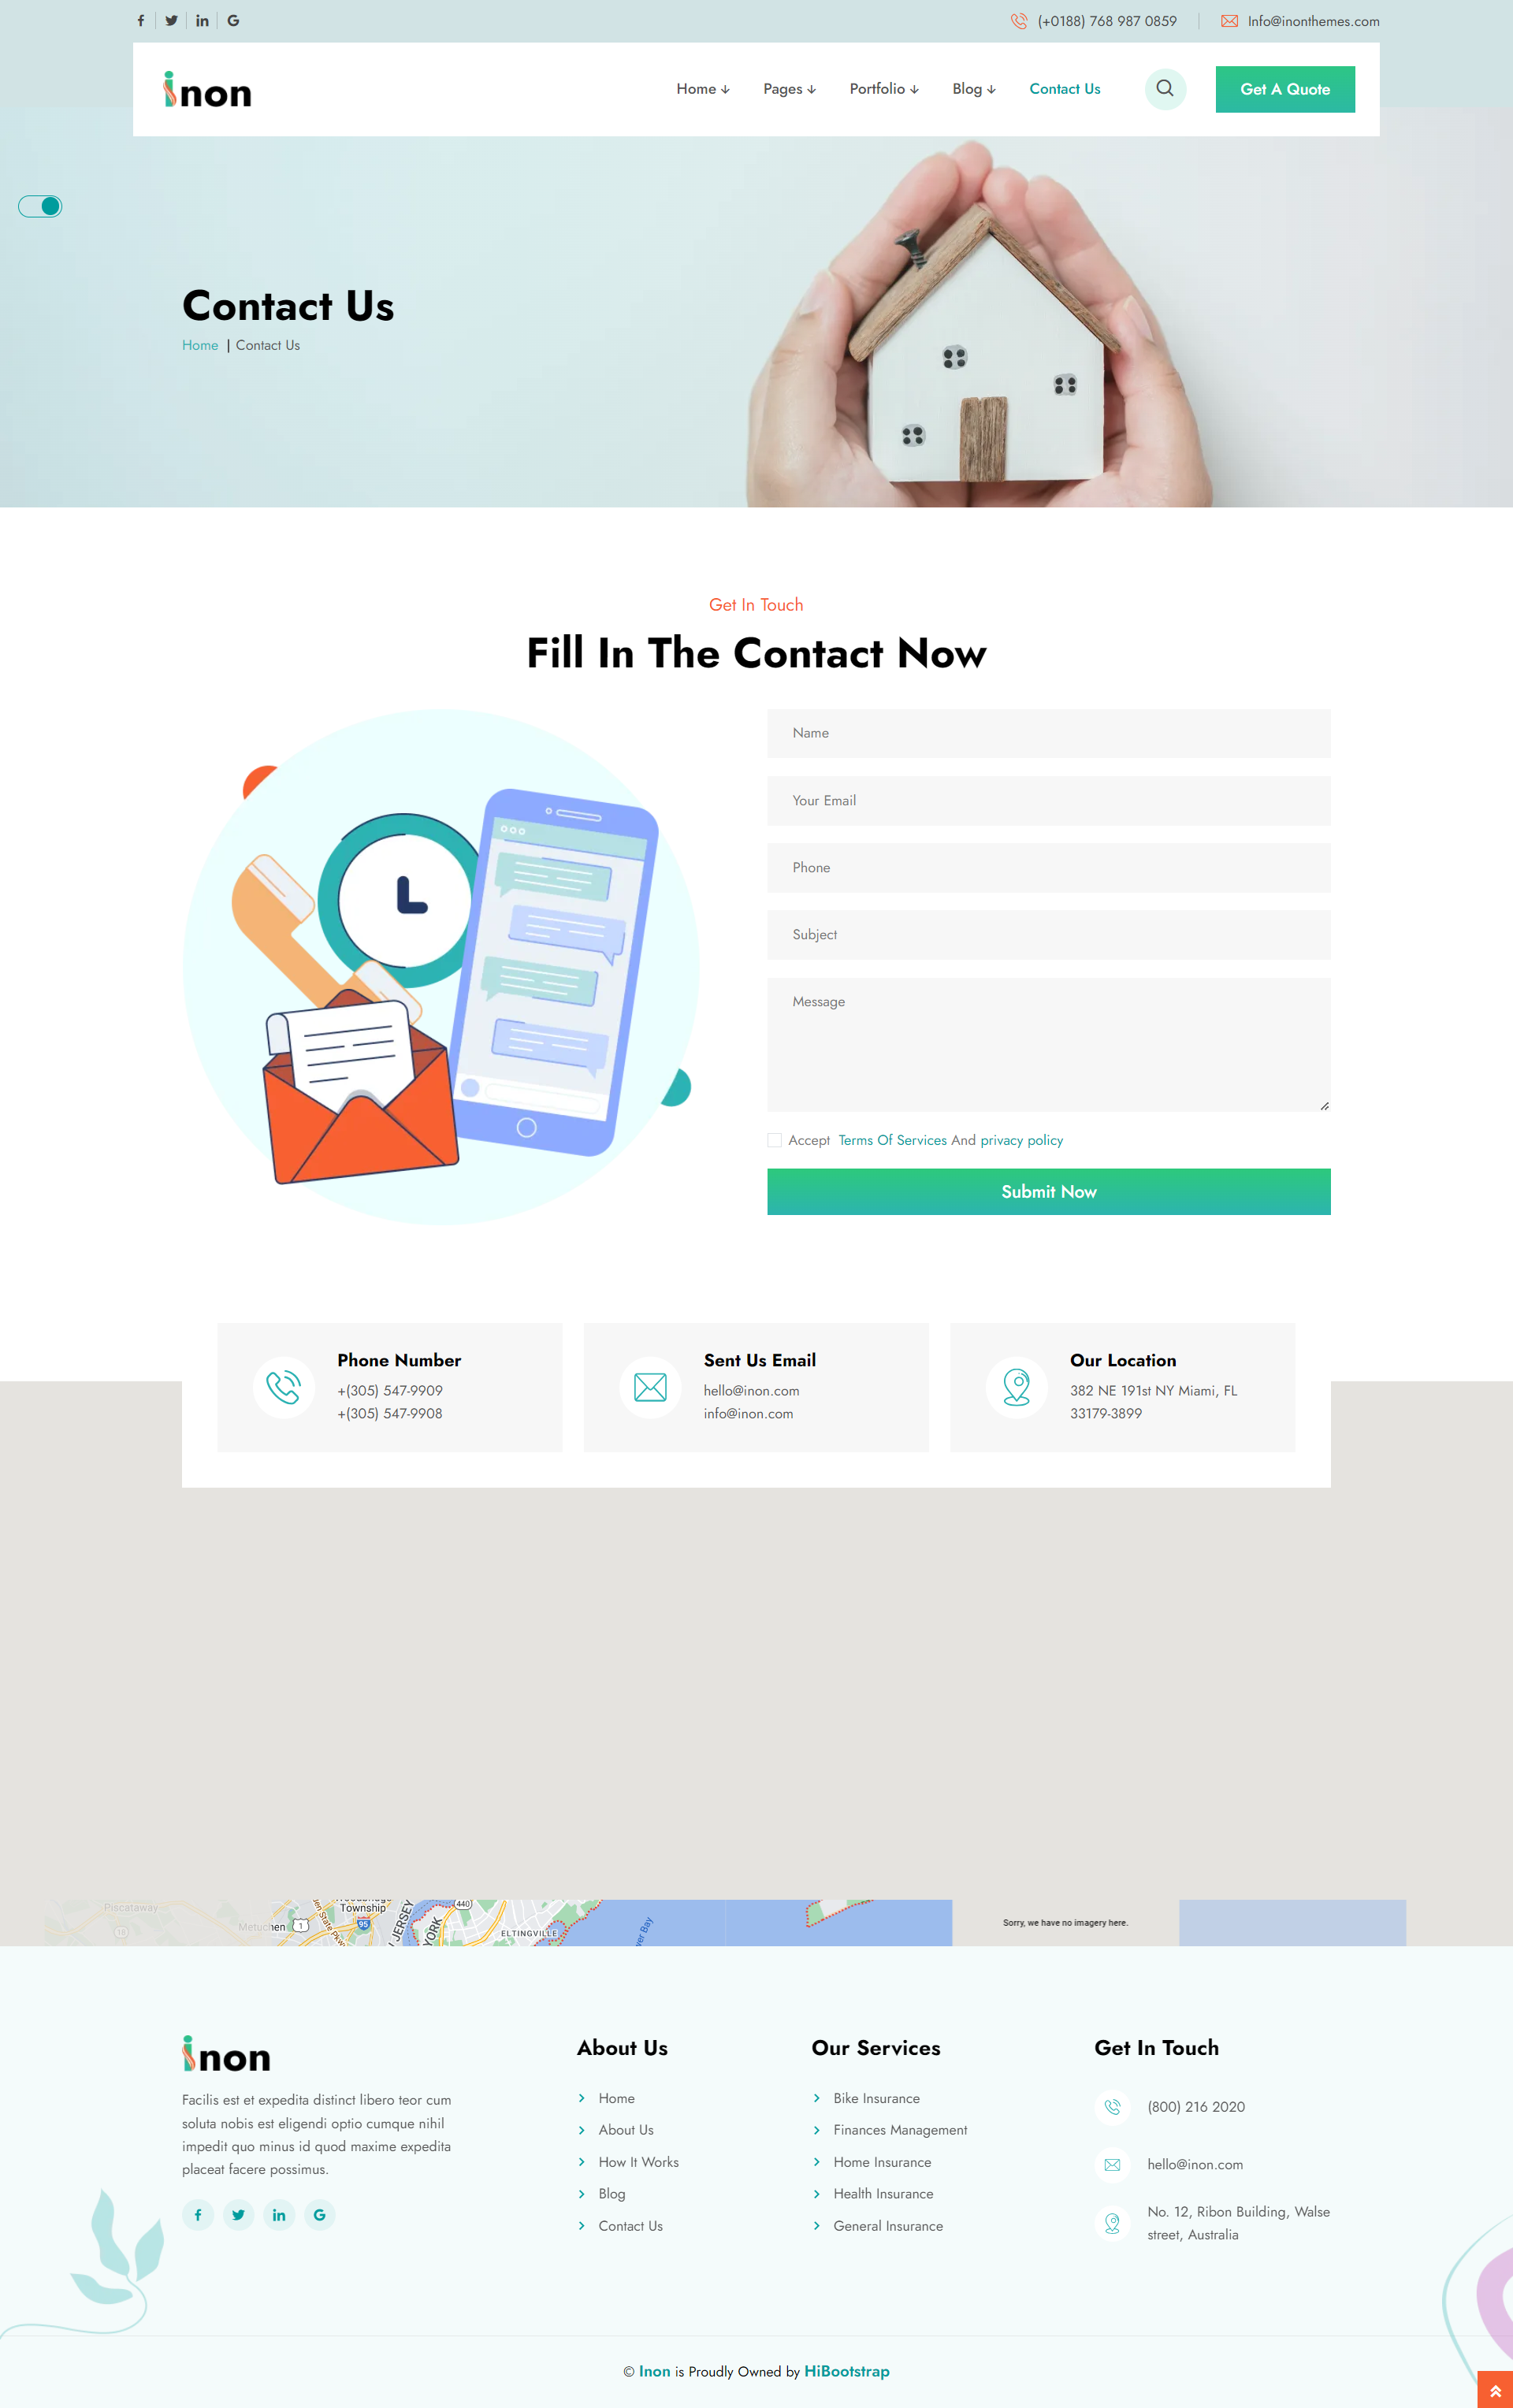 (+0188) 768 987 0859
Info@inonthemes.com
inon
Home
Pages
Portfolio
Blog
Contact Us
Get A Quote
Contact Us
Home | Contact Us
Get In Touch
Fill In The Contact Now
Name
Your Email
Phone
Subject
Message
Accept Terms Of Services And privacy policy
Submit Now
Phone Number
+(305) 547-9909
+(305) 547-9908
Sent Us Email
hello@inon.com
info@inon.com
Our Location
382 NE 191st NY Miami, FL
33179-3899
Piscataway
Metuchen
1
18
Township
95
JERSEY
YORK
440
ELTINGVILLE
Bay
Sorry, we have no imagery here.
inon
Facilis est et expedita distinct libero teor cum
soluta nobis est eligendi optio cumque nihil
impedit quo minus id quod maxime expedita
placeat facere possimus.
About Us
Home
About Us
How It Works
Blog
Contact Us
Our Services
Bike Insurance
Finances Management
Home Insurance
Health Insurance
General Insurance
Get In Touch
(800) 216 2020
hello@inon.com
No. 12, Ribon Building, Walse
street, Australia
© Inon is Proudly Owned by HiBootstrap